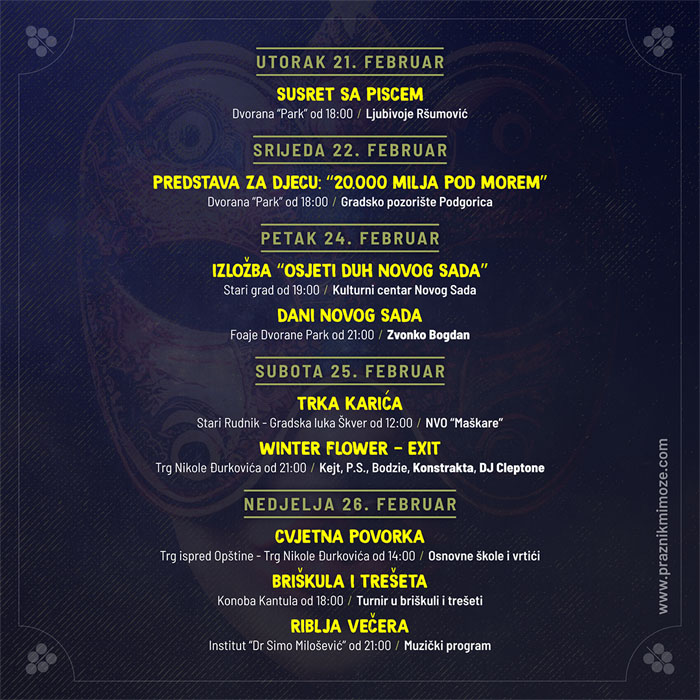 UTORAK 21. FEBRUAR
SUSRET SA PISCEM
Dvorana "Park" od 18:00 / Ljubivoje Ršumović
SRIJEDA 22. FEBRUAR
PREDSTAVA ZA DJECU: "20.000 MILJA POD MOREM"
Dvorana "Park" od 18:00 / Gradsko pozorište Podgorica
PETAK 24. FEBRUAR
IZLOŽBA "OSJETI DUH NOVOG SADA"
Stari grad od 19:00 / Kulturni centar Novog Sada
DANI NOVOG SADA
Foaje Dvorane Park od 21:00 / Zvonko Bogdan
SUBOTA 25. FEBRUAR
TRKA KARIĆA
Stari Rudnik - Gradska luka Škver od 12:00 / NVO "Maškare"
WINTER FLOWER - EXIT
Trg Nikole Đurkovića od 21:00 / Kejt, P.S., Bodzie, Konstrakta, DJ Cleptone
NEDJELJA 26. FEBRUAR
CVJETNA POVORKA
Trg ispred Opštine - Trg Nikole Đurkovića od 14:00 / Osnovne škole i vrtići
BRIŠKULA I TREŠETA
Konoba Kantula od 18:00 / Turnir u briškuli i trešeti
RIBLJA VEČERA
Institut "Dr Simo Milošević" od 21:00 / Muzički program
www.praznikmimoze.com